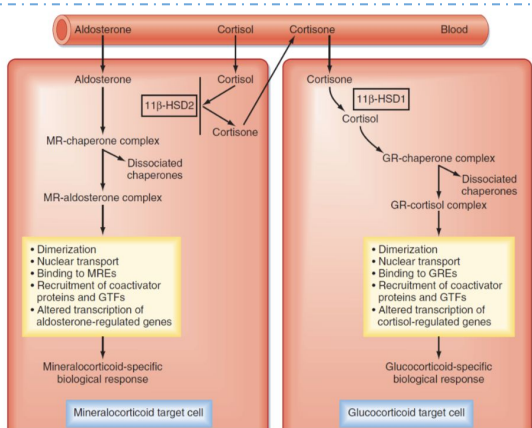 Aldosterone
Cortisol
Cortisone
Blood
Aldosterone
Cortisol
11β-HSD2
Cortisone
MR-chaperone complex
Dissociated
chaperones
MR-aldosterone complex
• Dimerization
• Nuclear transport
• Binding to MREs
• Recruitment of coactivator
proteins and GTFs
• Altered transcription of
aldosterone-regulated genes
Mineralocorticoid-specific
biological response
Mineralocorticoid target cell
Cortisone
11β-HSD1
Cortisol
GR-chaperone complex
Dissociated
chaperones
GR-cortisol complex
• Dimerization
• Nuclear transport
• Binding to GREs
• Recruitment of coactivator
proteins and GTFs
• Altered transcription of
cortisol-regulated genes
Glucocorticoid-specific
biological response
Glucocorticoid target cell